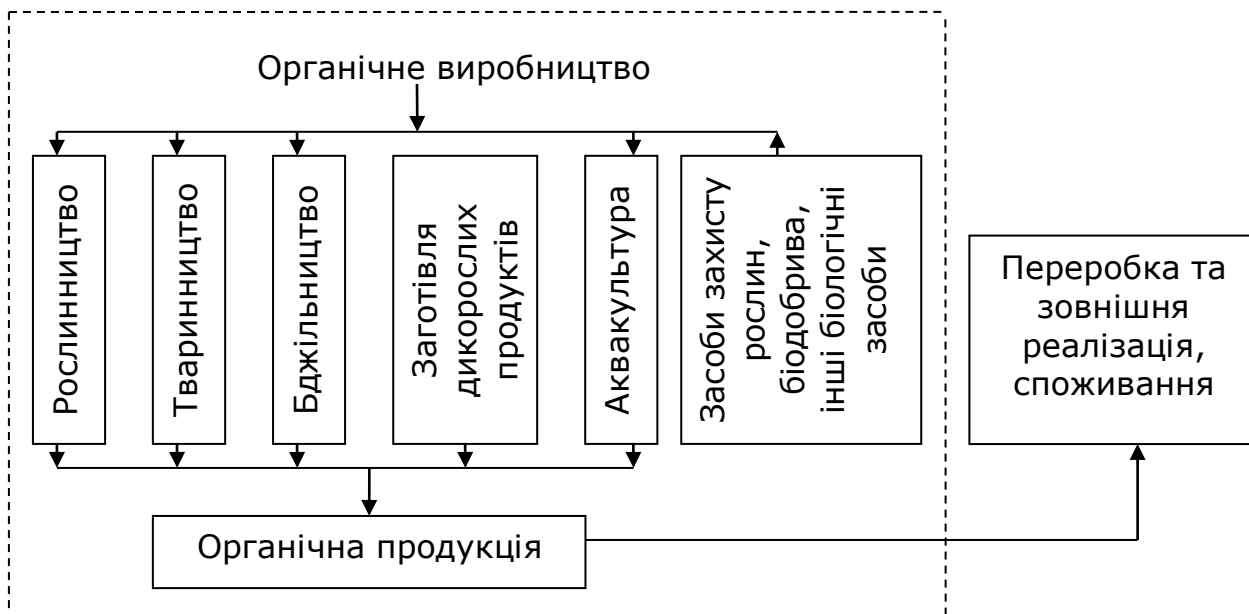 Органічне виробництво
Рослинництво
Тваринництво
Бджільництво
Заготівля
дикорослих
продуктів
Аквакультура
Засоби захисту
рослин,
біодобрива,
інші біологічні
засоби
Переробка та
зовнішня
реалізація,
споживання
Органічна продукція